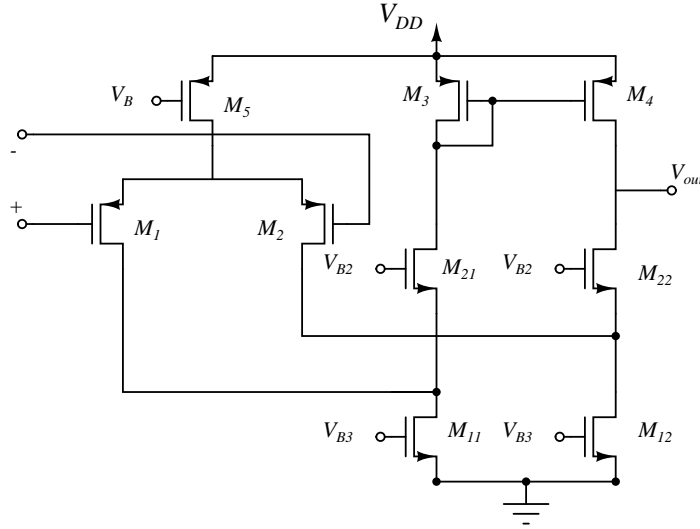 V_DD
V_B
M_5
M_3
M_4
-
V_out
+
M_1
M_2
V_B2
M_21
V_B2
M_22
V_B3
M_11
V_B3
M_12